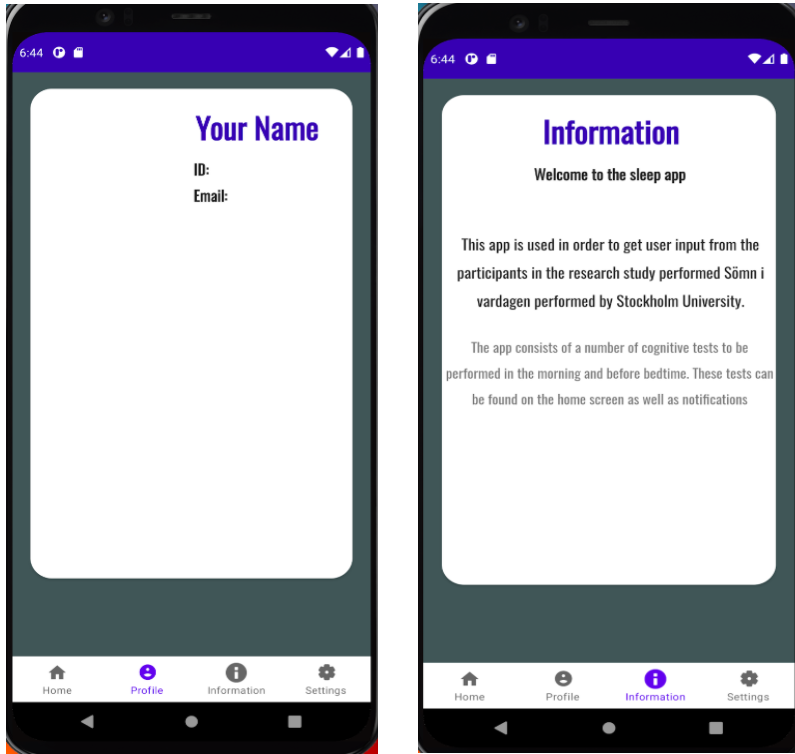 6:44
Your Name
ID:
Email:
Home Profile Information Settings
6:44
Information
Welcome to the sleep app
This app is used in order to get user input from the
participants in the research study performed Sömn i
vardagen performed by Stockholm University.
The app consists of a number of cognitive tests to be
performed in the morning and before bedtime. These tests can
be found on the home screen as well as notifications
Home Profile Information Settings